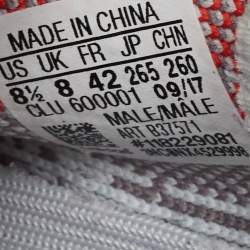 MADE IN CHINA
US UK FR JP CHN
8½ 8 42 265 260
CLU 600001 09/17
MALE/MALE
ART B37571
#118229081